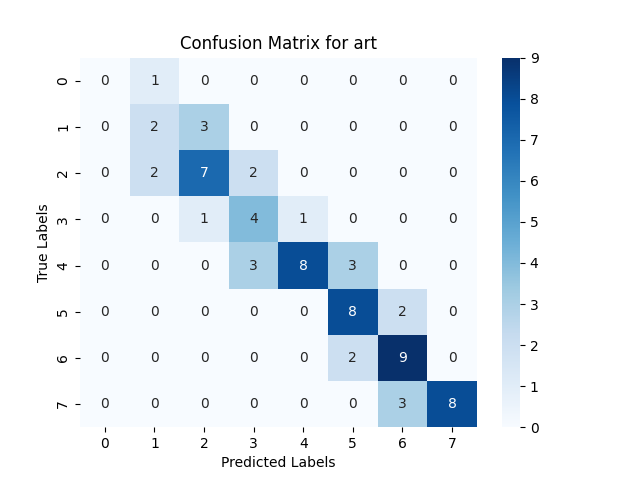 Confusion Matrix for art
True Labels
0 0 1 0 0 0 0 0 0
1 0 2 3 0 0 0 0 0
2 0 2 7 2 0 0 0 0
3 0 0 1 4 1 0 0 0
4 0 0 0 3 8 3 0 0
5 0 0 0 0 0 8 2 0
6 0 0 0 0 0 2 9 0
7 0 0 0 0 0 0 3 8
0 1 2 3 4 5 6 7
Predicted Labels
9
8
7
6
5
4
3
2
1
0